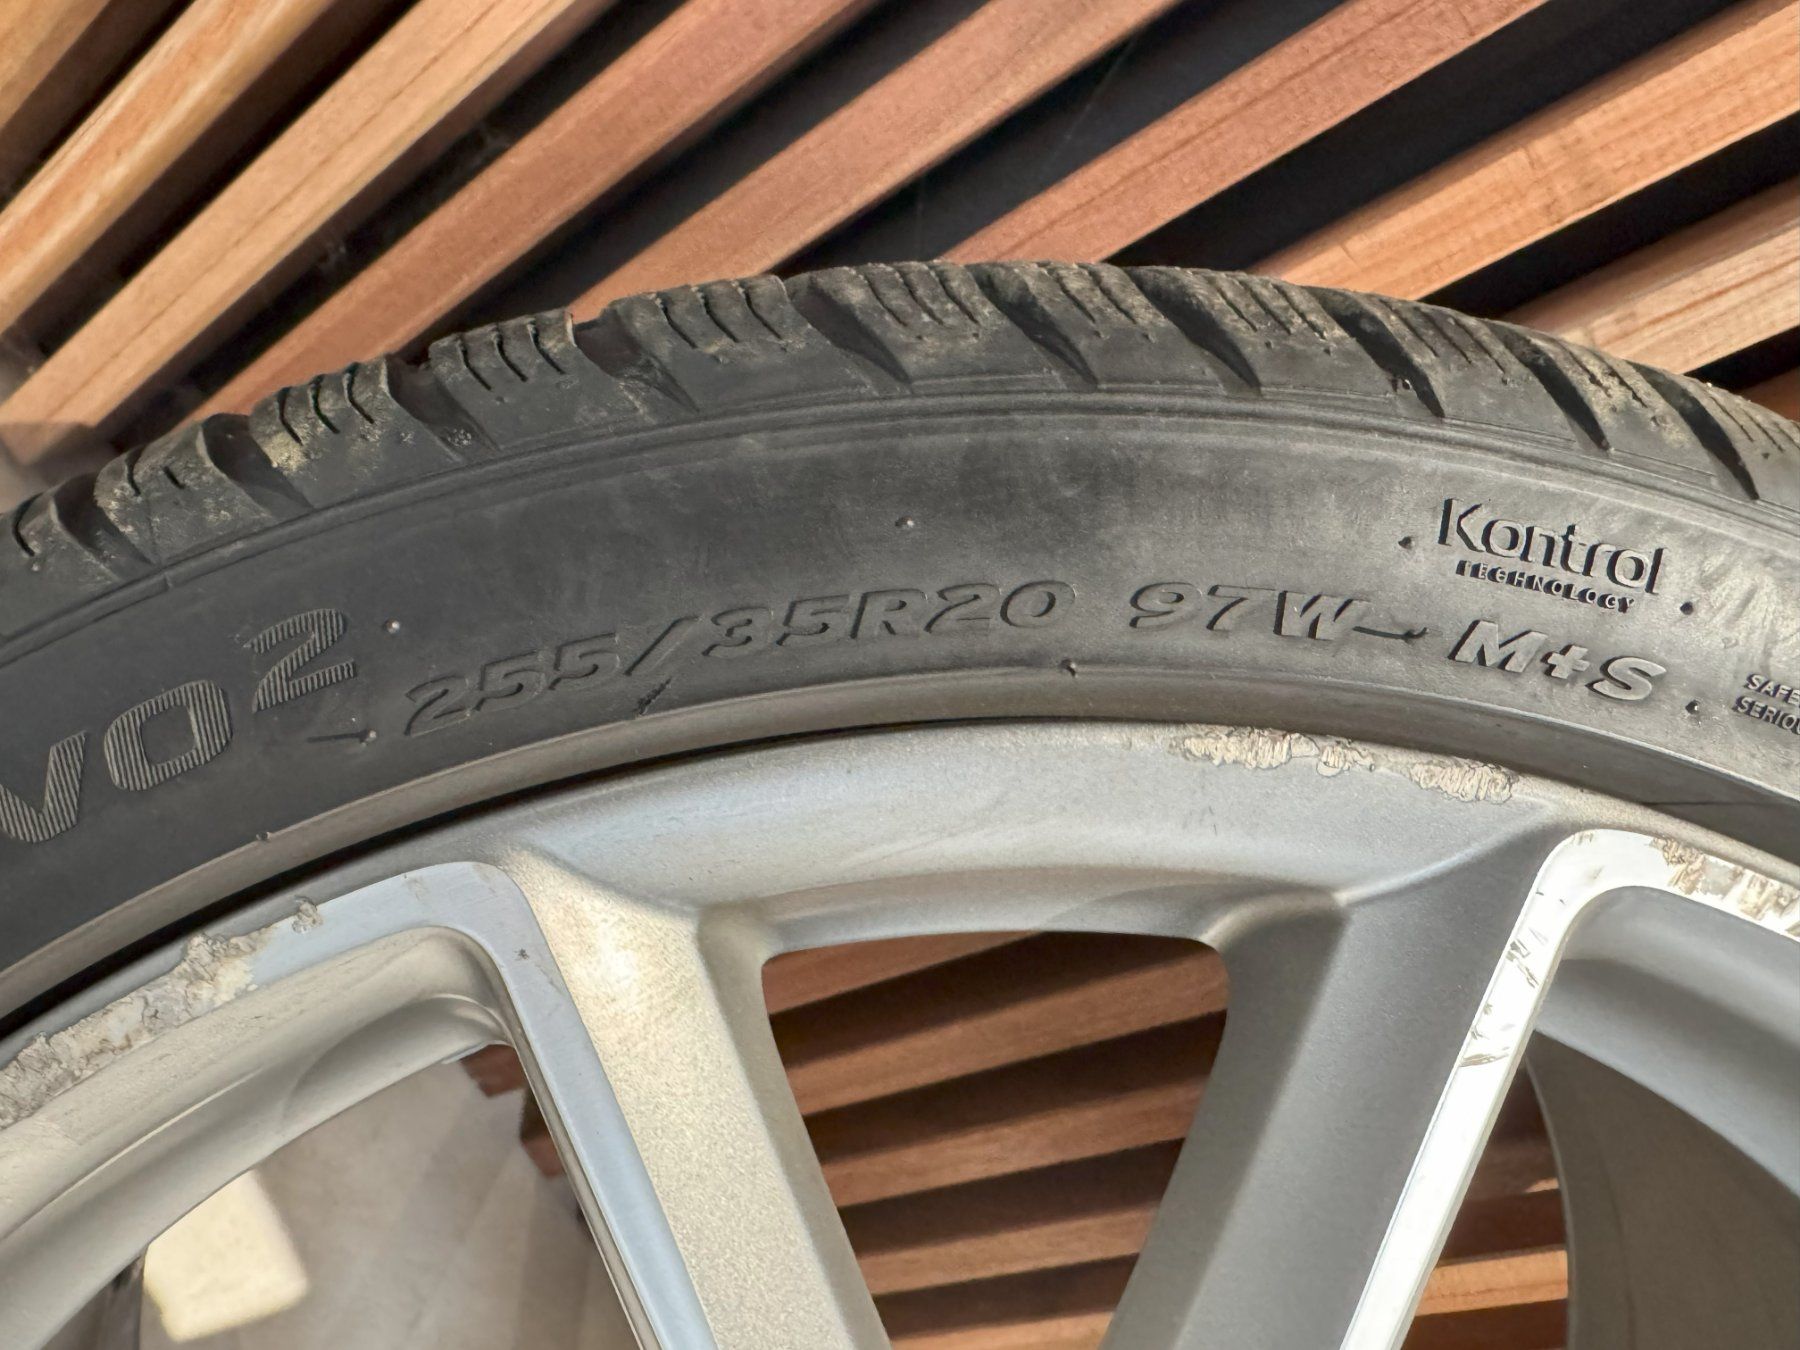 VO2
255/35R20 97W M+S
Kontrol
TECHNOLOGY